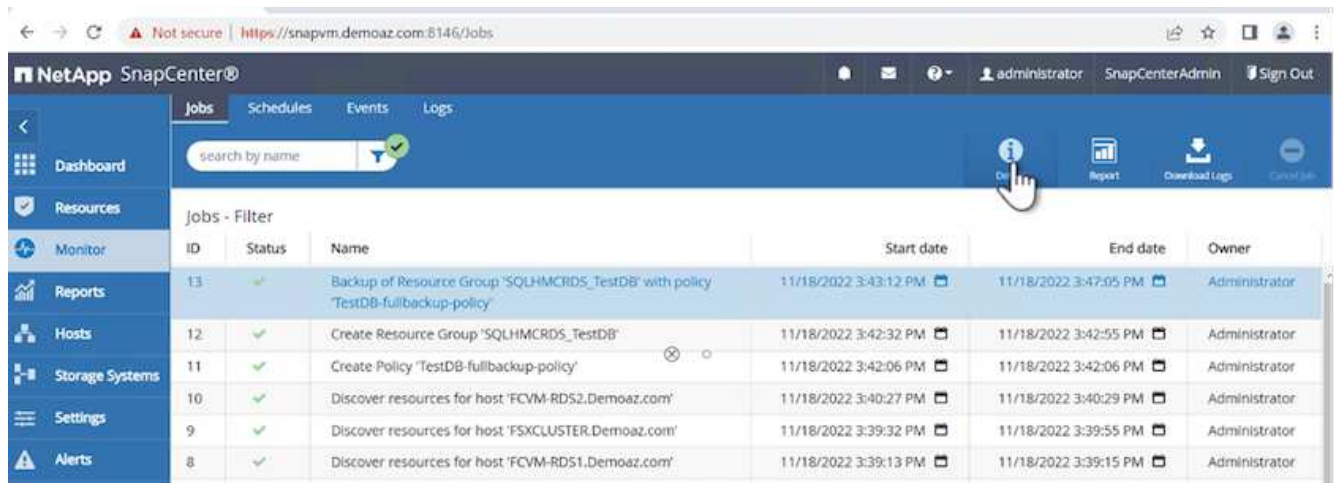 Not secure | https://snapvm.demoaz.com:8146/Jobs
NetApp SnapCenter®
administrator SnapCenterAdmin Sign Out
Jobs Schedules Events Logs
search by name
Report Download Logs
Dashboard
Resources
Monitor
Reports
Hosts
Storage Systems
Settings
Alerts
Jobs - Filter
ID Status Name Start date End date Owner
13 Backup of Resource Group 'SQLHMCRDS_TestDB' with policy 11/18/2022 3:43:12 PM 11/18/2022 3:47:05 PM Administrator
'TestDB-fullbackup-policy'
12 Create Resource Group 'SQLHMCRDS_TestDB' 11/18/2022 3:42:32 PM 11/18/2022 3:42:55 PM Administrator
11 Create Policy 'TestDB-fullbackup-policy' 11/18/2022 3:42:06 PM 11/18/2022 3:42:06 PM Administrator
10 Discover resources for host 'FCVM-RDS2.Demoaz.com' 11/18/2022 3:40:27 PM 11/18/2022 3:40:29 PM Administrator
9 Discover resources for host 'FSXCLUSTER.Demoaz.com' 11/18/2022 3:39:32 PM 11/18/2022 3:39:55 PM Administrator
8 Discover resources for host 'FCVM-RDS1.Demoaz.com' 11/18/2022 3:39:13 PM 11/18/2022 3:39:15 PM Administrator